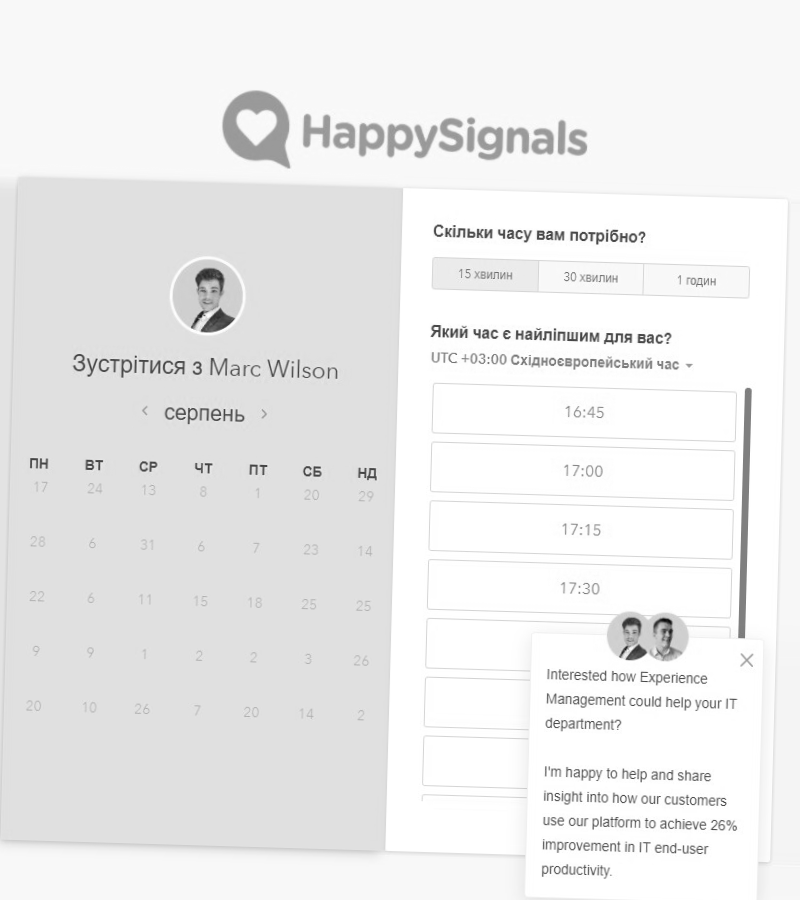 HappySignals
Зустрітися з Marc Wilson
серпень
ПН ВТ СР ЧТ ПТ СБ НД
17 24 13 8 1 20 29
28 6 31 6 7 23 14
22 6 11 15 18 25 25
9 9 1 2 2 3 26
20 10 26 7 20 14 2
Скільки часу вам потрібно?
15 хвилин 30 хвилин 1 годин
Який час є найліпшим для вас?
UTC +03:00 Східноєвропейський час
16:45
17:00
17:15
17:30
Interested how Experience
Management could help your IT
department?
I'm happy to help and share
insight into how our customers
use our platform to achieve 26%
improvement in IT end-user
productivity.